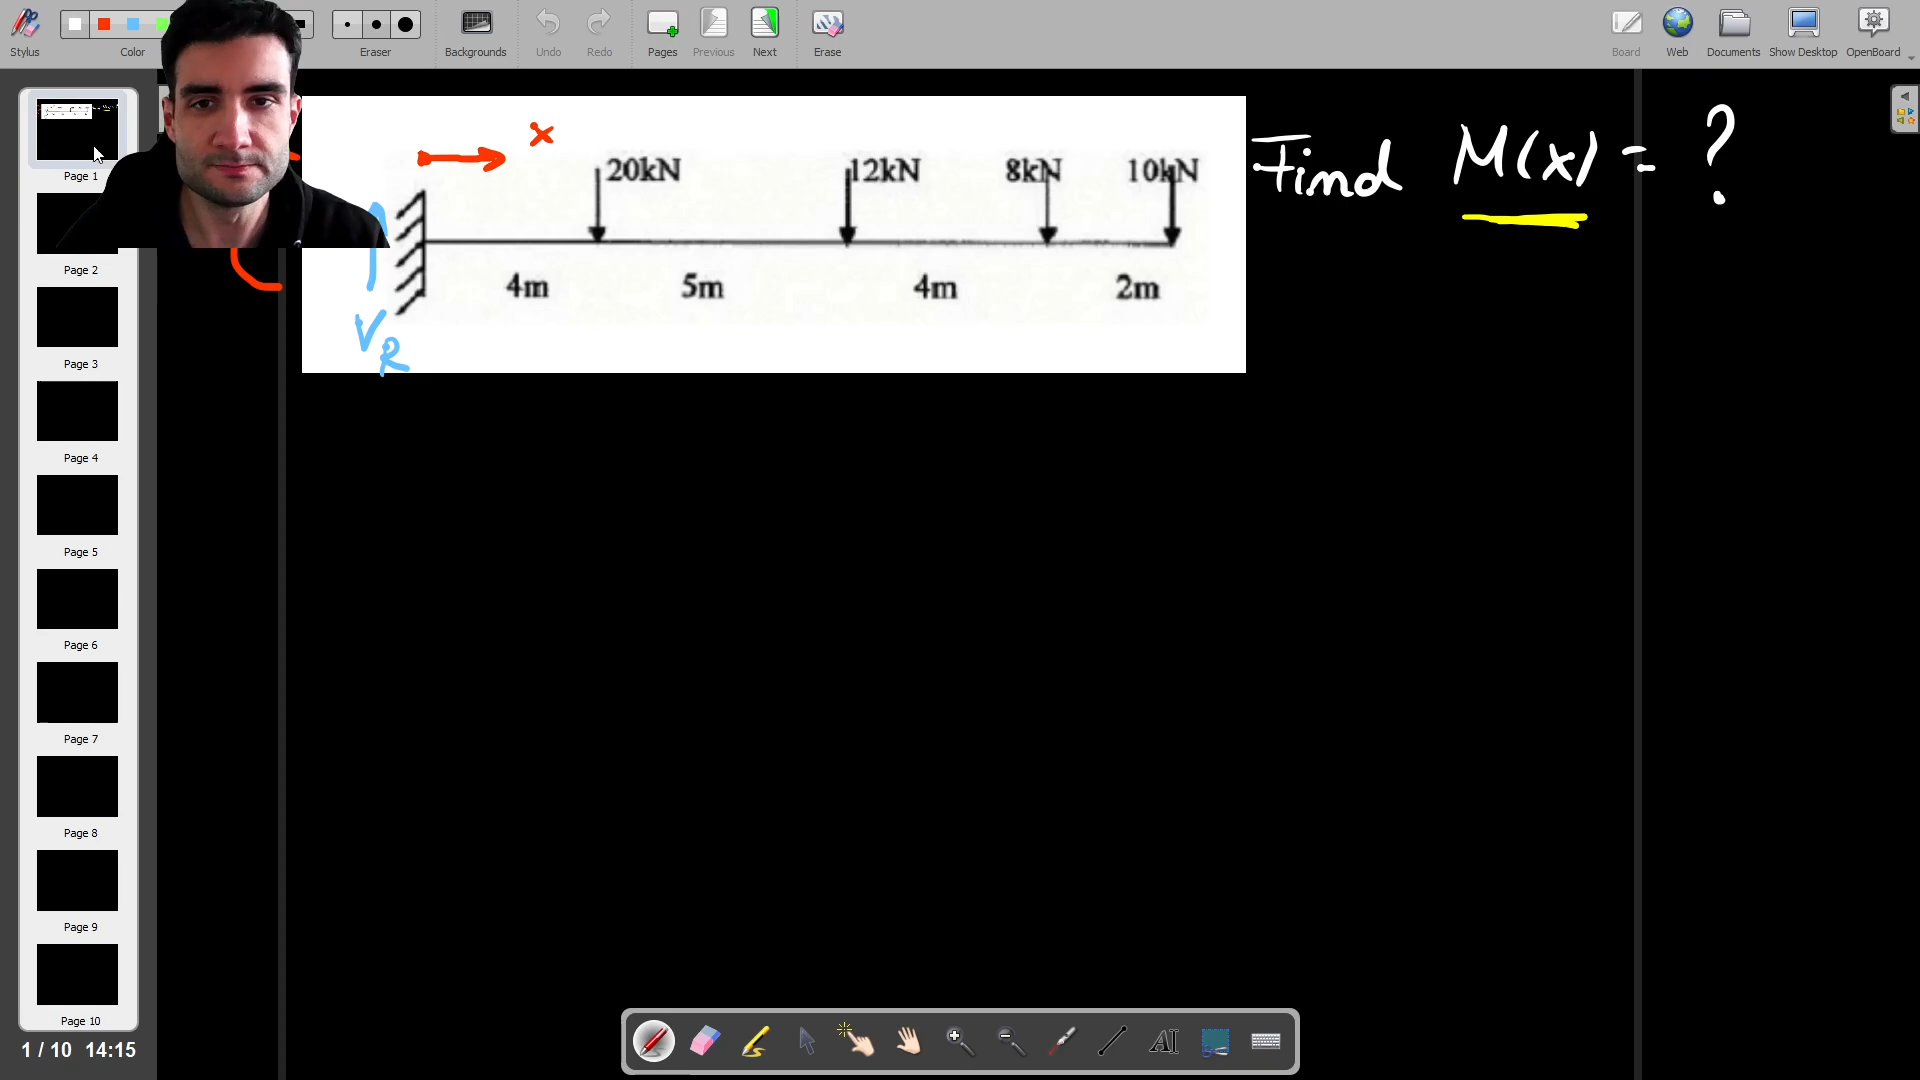 Stylus
Color
Eraser
Backgrounds
Undo
Redo
Pages
Previous
Next
Erase
Board
Web
Documents
Show Desktop
OpenBoard
Page 1
Page 2
Page 3
Page 4
Page 5
Page 6
Page 7
Page 8
Page 9
Page 10
1 / 10 14:15
x
20kN 12kN 8kN 10kN
4m 5m 4m 2m
VR
Find M(x) = ?
AI